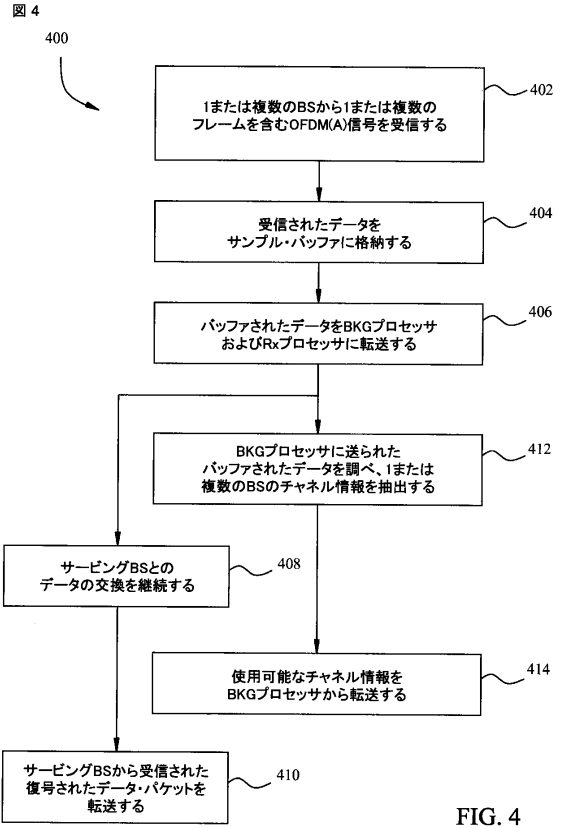 図 4
400
1または複数のBSから1または複数の
フレームを含むOFDM(A)信号を受信する
402
受信されたデータを
サンプル・バッファに格納する
404
バッファされたデータをBKGプロセッサ
およびRxプロセッサに転送する
406
BKGプロセッサに送られた
バッファされたデータを調べ、1または
複数のBSのチャネル情報を抽出する
412
サービングBSとの
データの交換を継続する
408
使用可能なチャネル情報を
BKGプロセッサから転送する
414
サービングBSから受信された
復号されたデータ・パケットを
転送する
410
FIG. 4